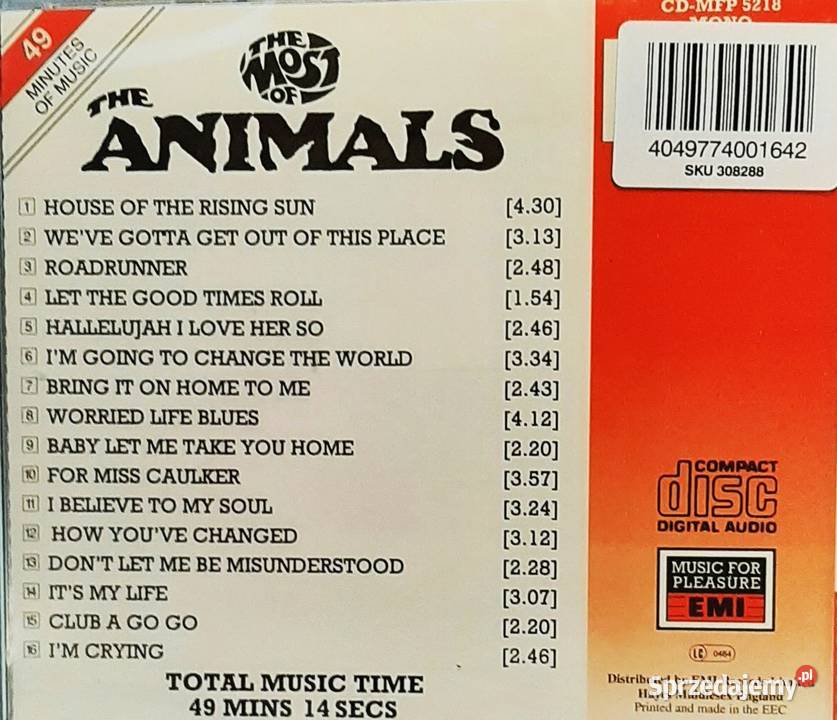 49
MINUTES
OF MUSIC
THE
MOST
OF
THE
ANIMALS
CD-MFP 5218
MONO
4049774001642
SKU 308288
1 HOUSE OF THE RISING SUN [4.30]
2 WE'VE GOTTA GET OUT OF THIS PLACE [3.13]
3 ROADRUNNER [2.48]
4 LET THE GOOD TIMES ROLL [1.54]
5 HALLELUJAH I LOVE HER SO [2.46]
6 I'M GOING TO CHANGE THE WORLD [3.34]
7 BRING IT ON HOME TO ME [2.43]
8 WORRIED LIFE BLUES [4.12]
9 BABY LET ME TAKE YOU HOME [2.20]
10 FOR MISS CAULKER [3.57]
11 I BELIEVE TO MY SOUL [3.24]
12 HOW YOU'VE CHANGED [3.12]
13 DON'T LET ME BE MISUNDERSTOOD [2.28]
14 IT'S MY LIFE [3.07]
15 CLUB A GO GO [2.20]
16 I'M CRYING [2.46]
TOTAL MUSIC TIME
49 MINS 14 SECS
COMPACT
disc
DIGITAL AUDIO
MUSIC FOR
PLEASURE
EMI
LC 0484
Distributed by EMI
Hayes Middlesex England
Printed and made in the EEC
Sprzedajemy.pl